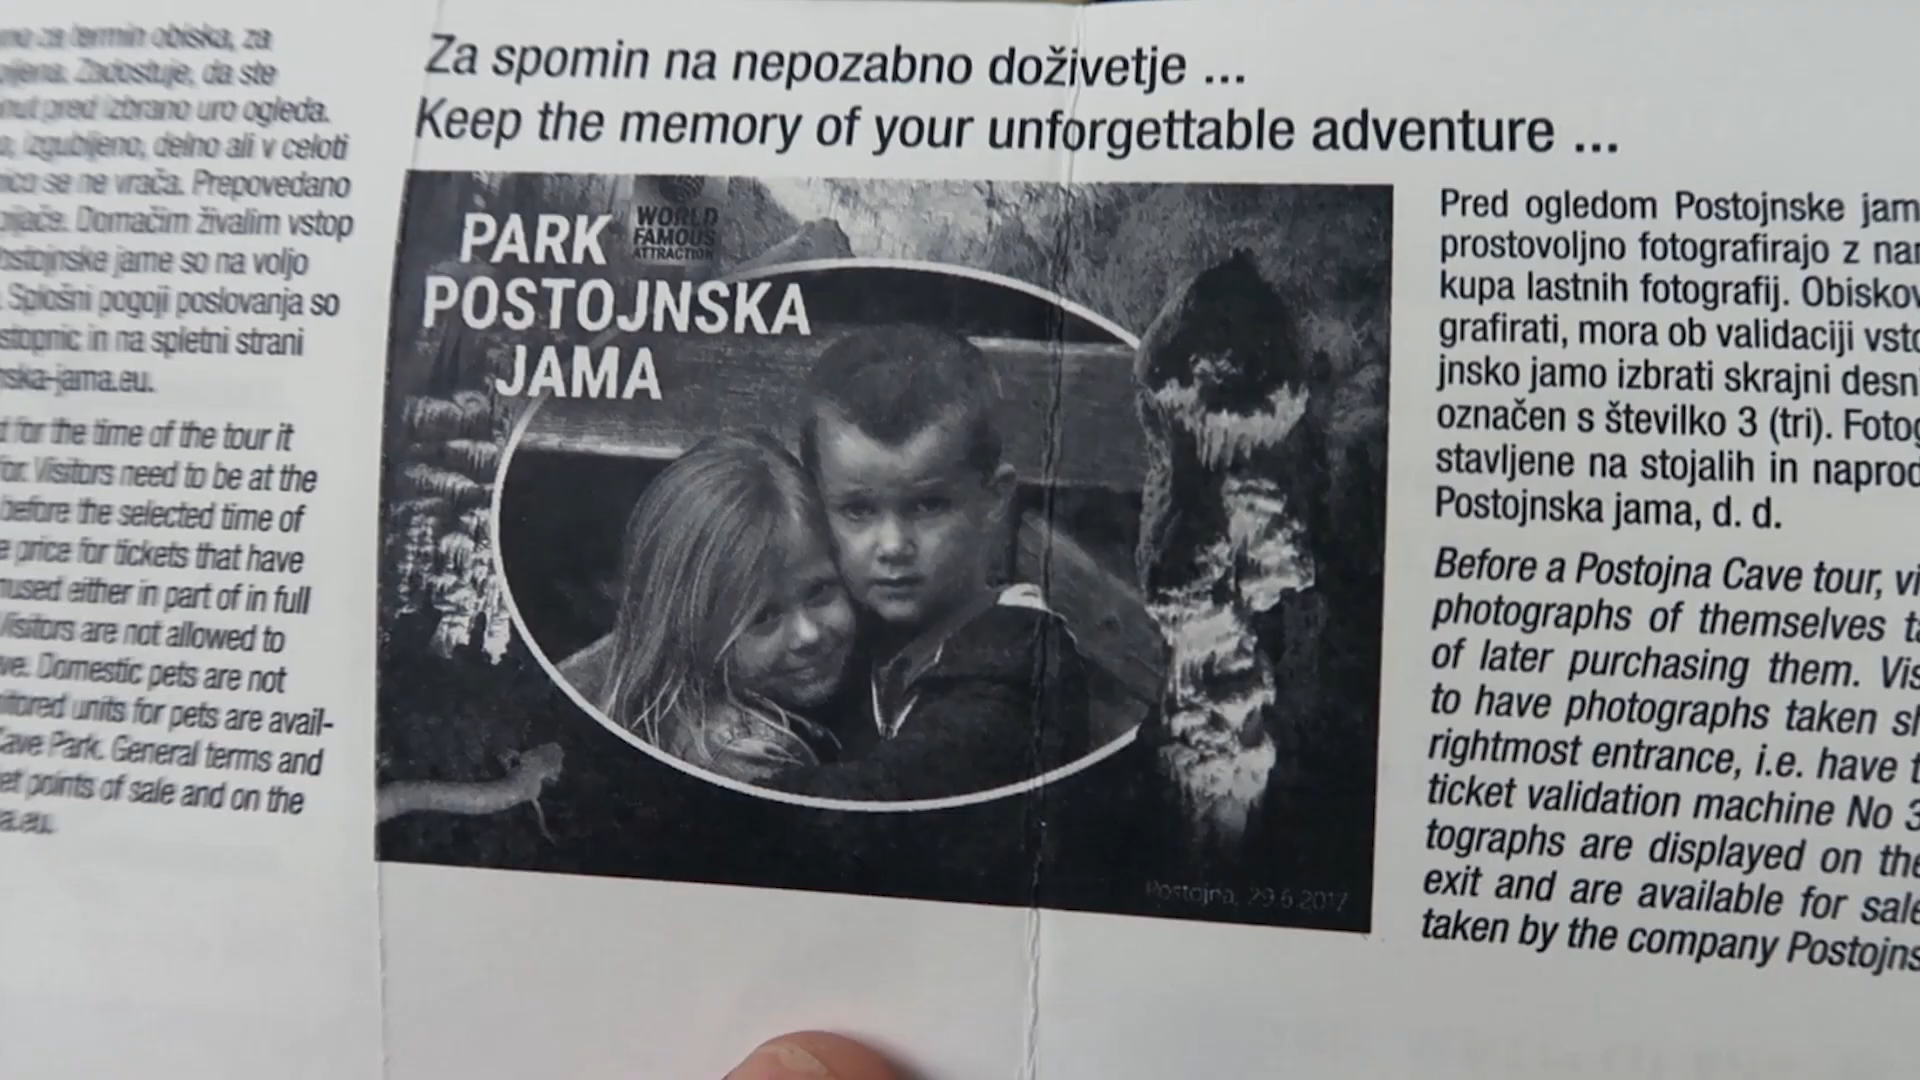 za termin obiska, za
Zadostuje, da ste
pred izbrano uro ogleda.
izgubljeno, delno ali v celoti
se ne vrača. Prepovedano
Domačim živalim vstop
jame so na voljo
Splošni pogoji poslovanja so
in na spletni strani
jama.eu.
for the time of the tour it
for. Visitors need to be at the
before the selected time of
price for tickets that have
either in part of in full
Visitors are not allowed to
Domestic pets are not
units for pets are avail-
Cave Park. General terms and
points of sale and on the
Za spomin na nepozabno doživetje ...
Keep the memory of your unforgettable adventure ...
PARK
POSTOJNSKA
JAMA
WORLD
FAMOUS
ATTRACTION
Postojna, 29.6.2017
Pred ogledom Postojnske jam
prostovoljno fotografirajo z nam
kupa lastnih fotografij. Obiskov
grafirati, mora ob validaciji vsto
jnsko jamo izbrati skrajni desni
označen s številko 3 (tri). Fotog
stavljene na stojalih in naprod
Postojnska jama, d. d.
Before a Postojna Cave tour, vi
photographs of themselves ta
of later purchasing them. Vis
to have photographs taken sh
rightmost entrance, i.e. have t
ticket validation machine No 3
tographs are displayed on the
exit and are available for sale
taken by the company Postojns